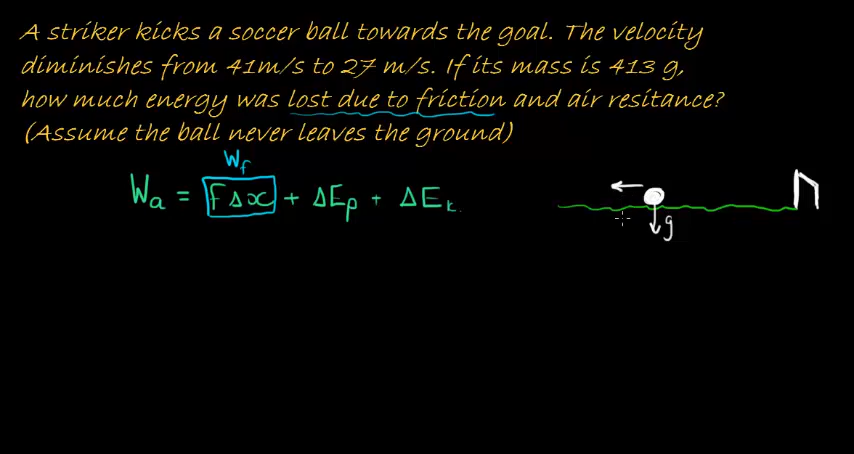 A striker kicks a soccer ball towards the goal. The velocity
diminishes from 41m/s to 27 m/s. If its mass is 413 g,
how much energy was lost due to friction and air resitance?
(Assume the ball never leaves the ground)
Wf
Wa = FΔx + ΔEp + ΔEk
g